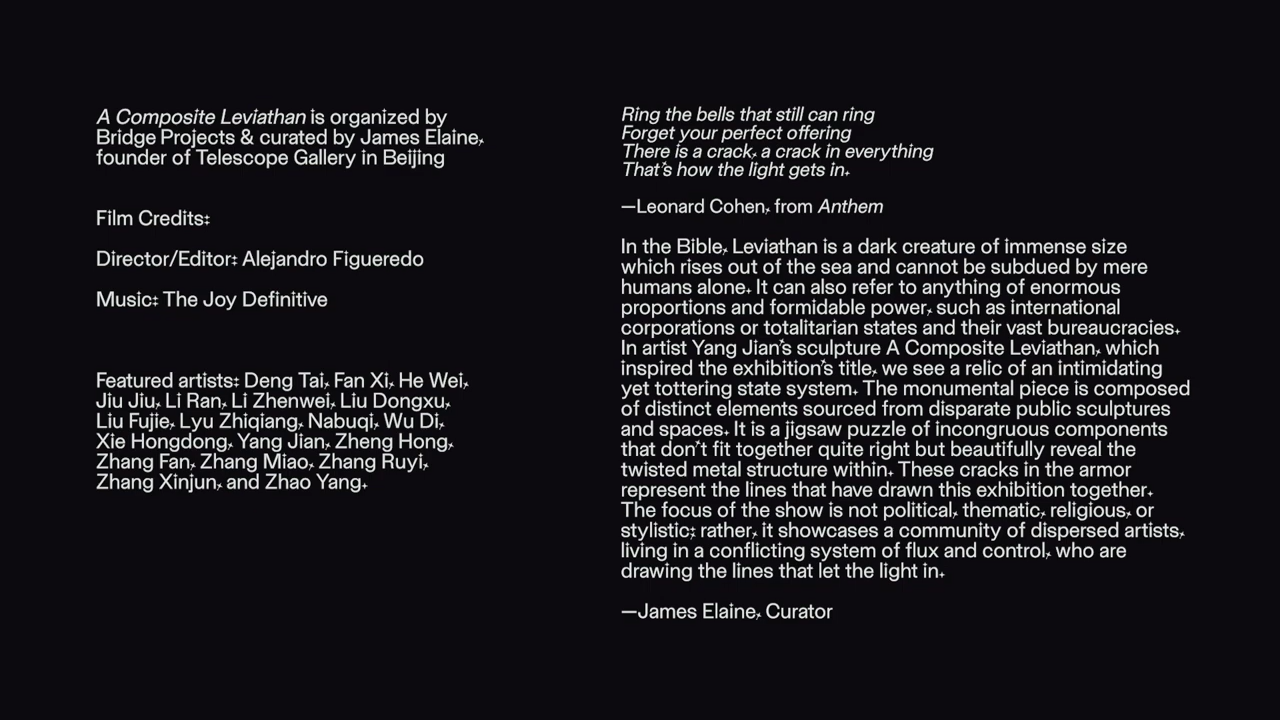 A Composite Leviathan is organized by
Bridge Projects & curated by James Elaine,
founder of Telescope Gallery in Beijing
Film Credits:
Director/Editor: Alejandro Figueredo
Music: The Joy Definitive
Featured artists: Deng Tai, Fan Xi, He Wei,
Jiu Jiu, Li Ran, Li Zhenwei, Liu Dongxu,
Liu Fujie, Lyu Zhiqiang, Nabuqi, Wu Di,
Xie Hongdong, Yang Jian, Zheng Hong,
Zhang Fan, Zhang Miao, Zhang Ruyi,
Zhang Xinjun, and Zhao Yang.
Ring the bells that still can ring
Forget your perfect offering
There is a crack, a crack in everything
That's how the light gets in.
—Leonard Cohen, from Anthem
In the Bible, Leviathan is a dark creature of immense size
which rises out of the sea and cannot be subdued by mere
humans alone. It can also refer to anything of enormous
proportions and formidable power, such as international
corporations or totalitarian states and their vast bureaucracies.
In artist Yang Jian's sculpture A Composite Leviathan, which
inspired the exhibition's title, we see a relic of an intimidating
yet tottering state system. The monumental piece is composed
of distinct elements sourced from disparate public sculptures
and spaces. It is a jigsaw puzzle of incongruous components
that don't fit together quite right but beautifully reveal the
twisted metal structure within. These cracks in the armor
represent the lines that have drawn this exhibition together.
The focus of the show is not political, thematic, religious, or
stylistic; rather, it showcases a community of dispersed artists,
living in a conflicting system of flux and control, who are
drawing the lines that let the light in.
—James Elaine, Curator